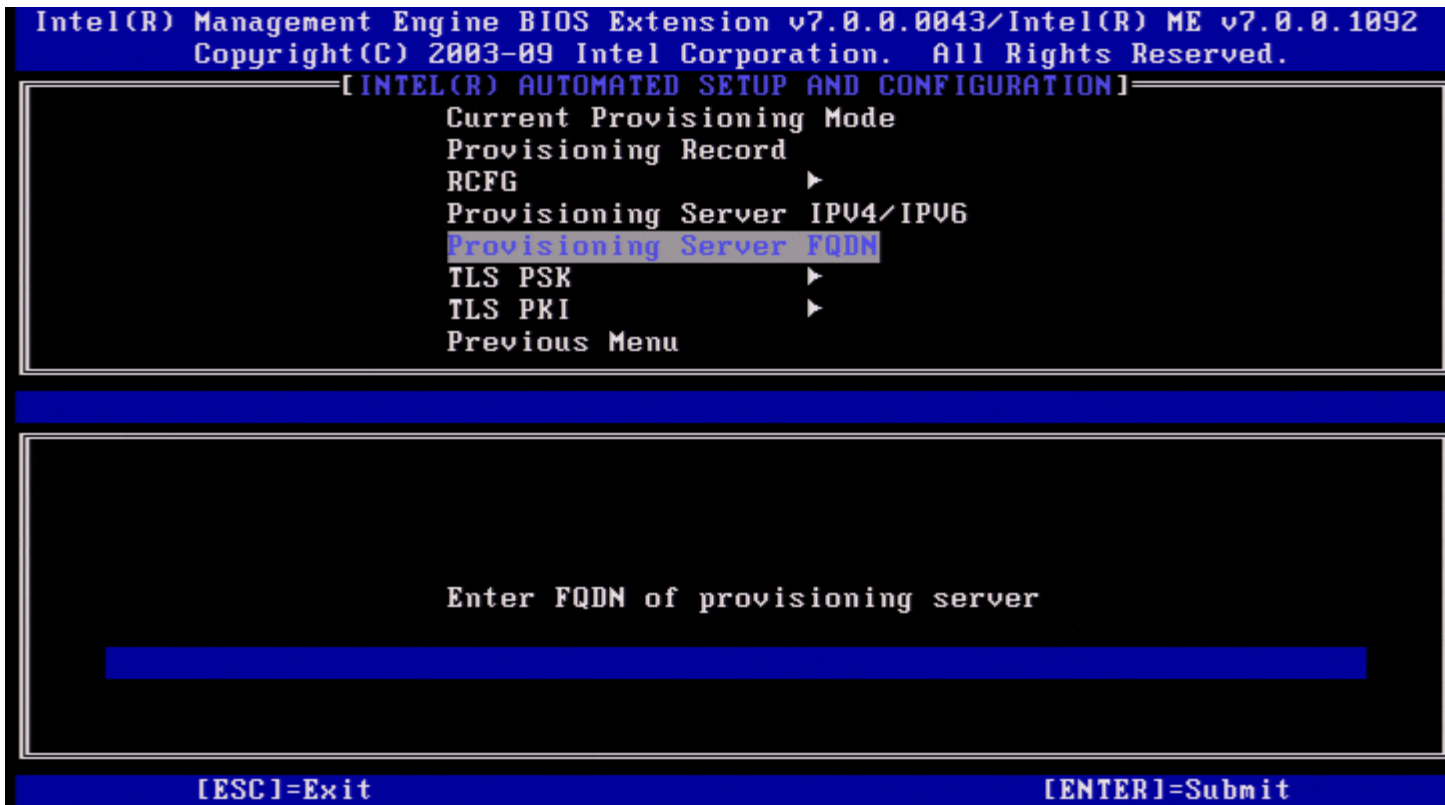 Intel(R) Management Engine BIOS Extension v7.0.0.0043/Intel(R) ME v7.0.0.1092
Copyright(C) 2003-09 Intel Corporation. All Rights Reserved.
[INTEL(R) AUTOMATED SETUP AND CONFIGURATION]
Current Provisioning Mode
Provisioning Record
RCFG ►
Provisioning Server IPV4/IPV6
Provisioning Server FQDN
TLS PSK ►
TLS PKI ►
Previous Menu
Enter FQDN of provisioning server
[ESC]=Exit [ENTER]=Submit